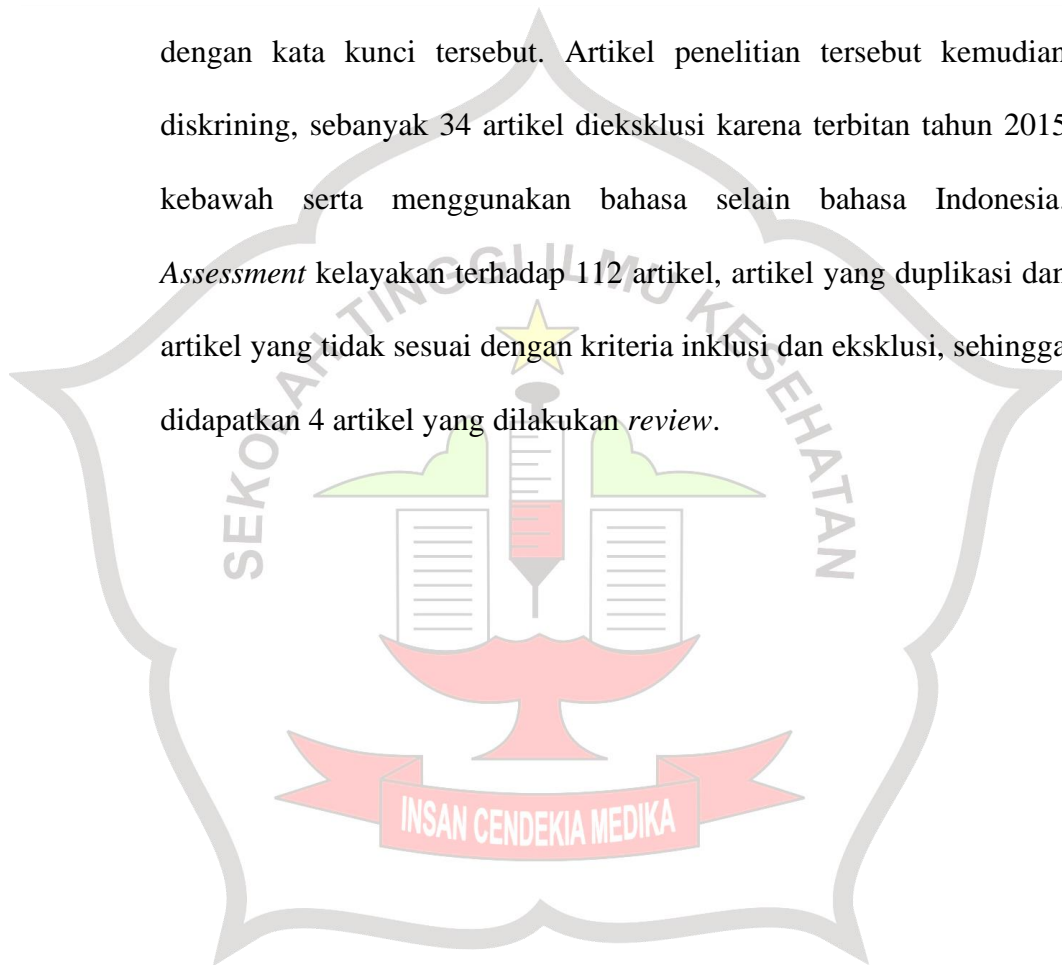 dengan kata kunci tersebut. Artikel penelitian tersebut kemudian
diskrining, sebanyak 34 artikel dieksklusi karena terbitan tahun 2015
kebawah serta menggunakan bahasa selain bahasa Indonesia.
Assessment kelayakan terhadap 112 artikel, artikel yang duplikasi dan
artikel yang tidak sesuai dengan kriteria inklusi dan eksklusi, sehingga
didapatkan 4 artikel yang dilakukan review.
SEKOLAH TINGGI ILMU KESEHATAN
INSAN CENDEKIA MEDIKA